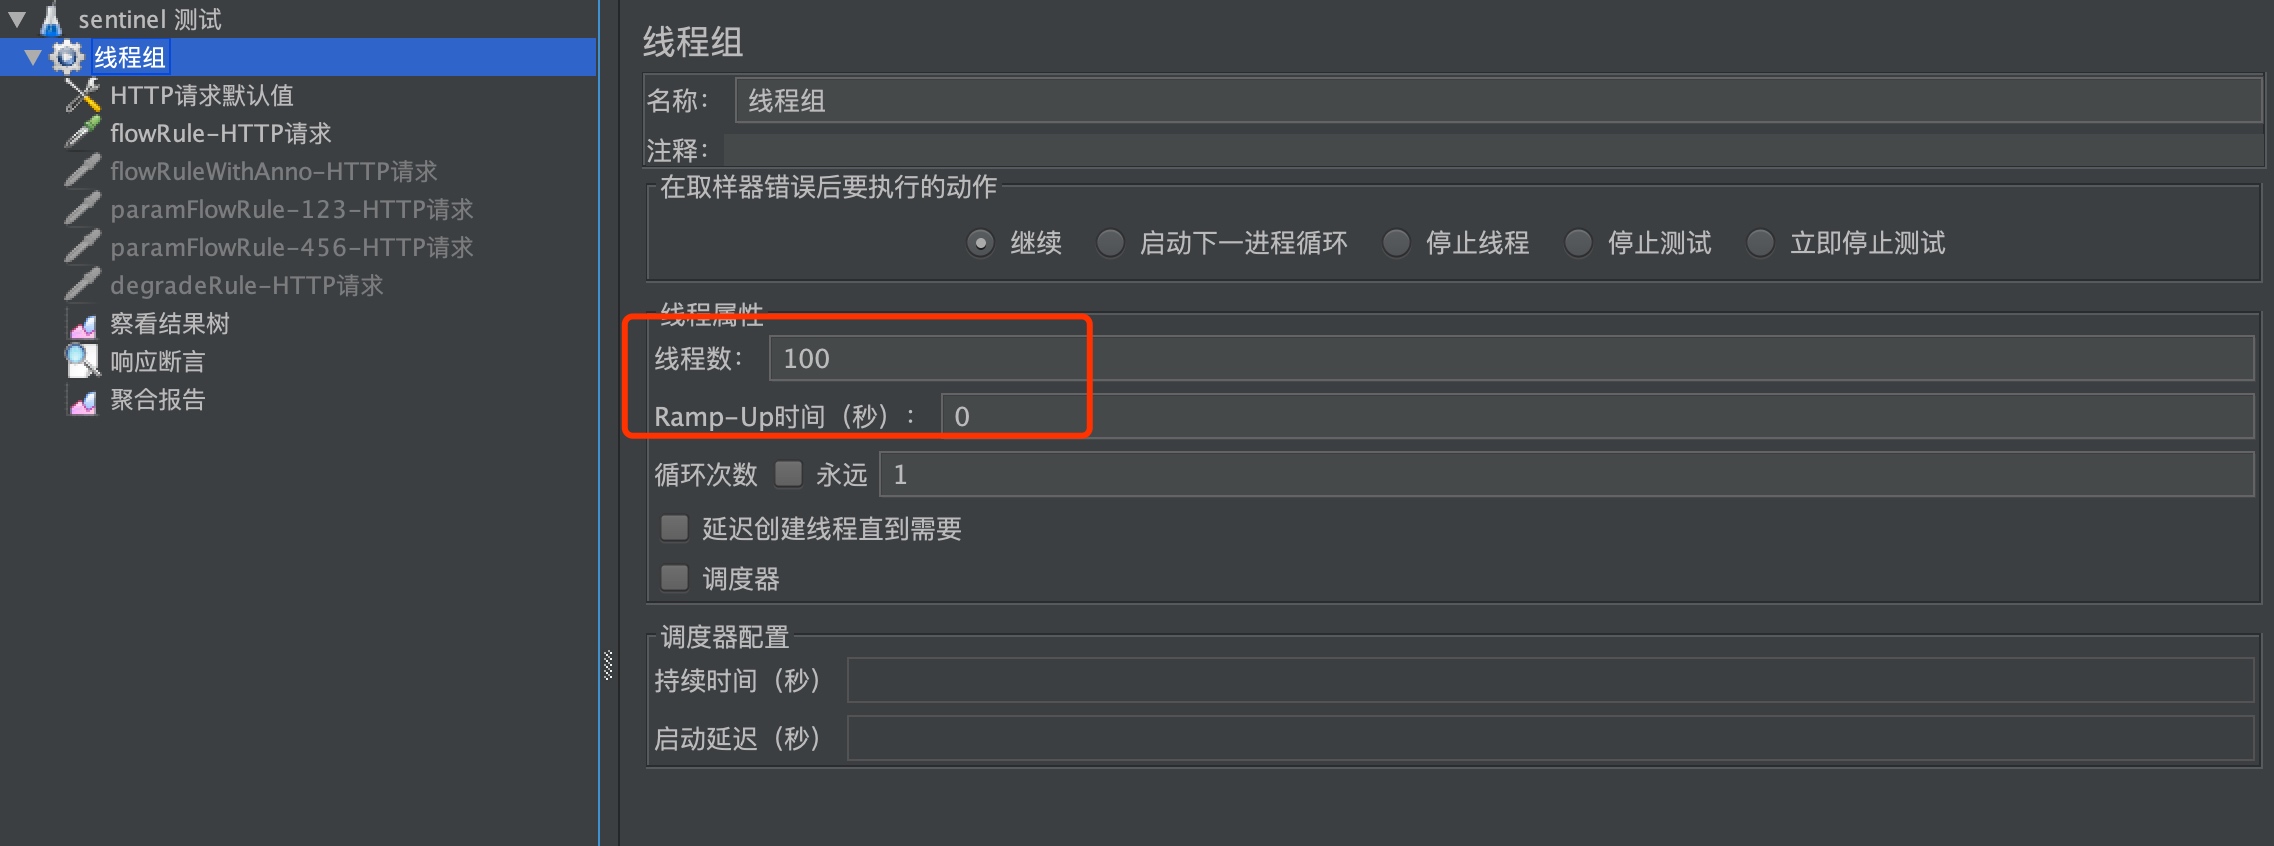 sentinel 测试
线程组
HTTP请求默认值
flowRule-HTTP请求
flowRuleWithAnno-HTTP请求
paramFlowRule-123-HTTP请求
paramFlowRule-456-HTTP请求
degradeRule-HTTP请求
察看结果树
响应断言
聚合报告
线程组
名称： 线程组
注释：
在取样器错误后要执行的动作
继续 启动下一进程循环 停止线程 停止测试 立即停止测试
线程属性
线程数： 100
Ramp-Up时间（秒）： 0
循环次数 永远 1
延迟创建线程直到需要
调度器
调度器配置
持续时间（秒）
启动延迟（秒）